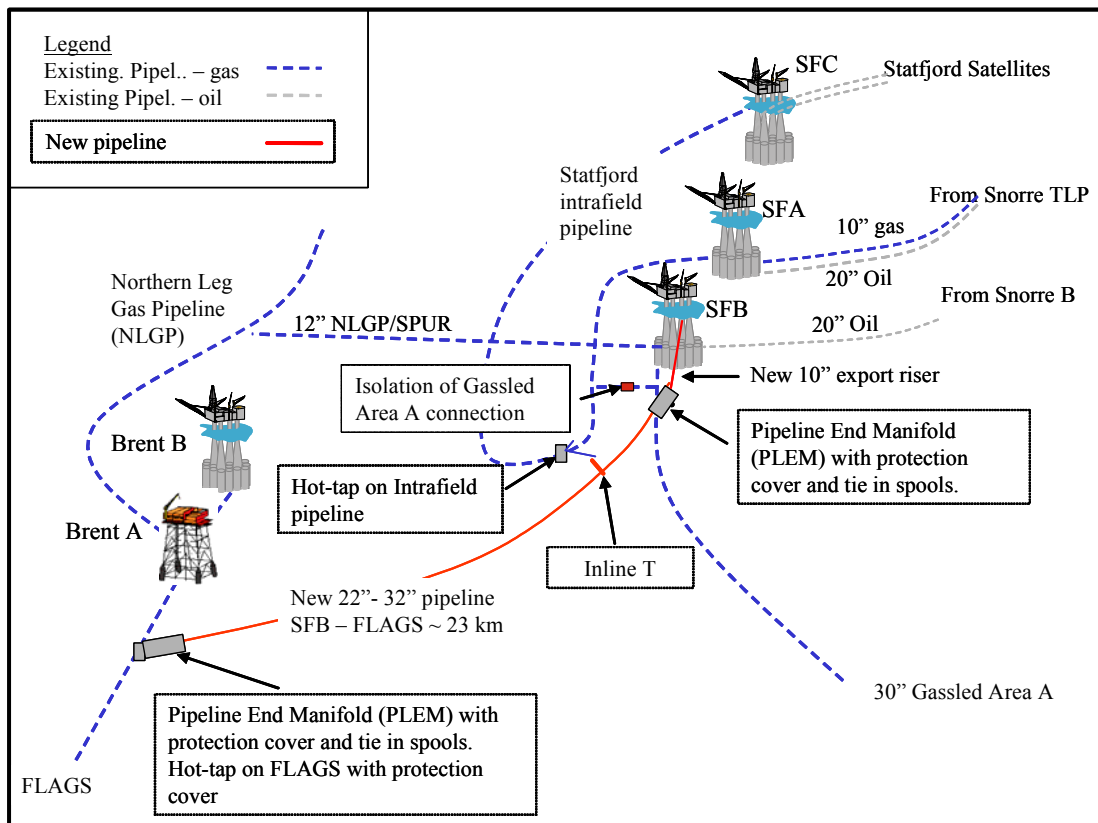 Legend
Existing. Pipel.. – gas
Existing Pipel. – oil
New pipeline
SFC
Statfjord Satellites
Statfjord
intrafield
pipeline
SFA
From Snorre TLP
10” gas
20” Oil
Northern Leg
Gas Pipeline
(NLGP)
12” NLGP/SPUR
SFB
From Snorre B
20” Oil
Isolation of Gassled
Area A connection
New 10” export riser
Brent B
Pipeline End Manifold
(PLEM) with protection
cover and tie in spools.
Hot-tap on Intrafield
pipeline
Brent A
Inline T
New 22”- 32” pipeline
SFB – FLAGS ~ 23 km
30” Gassled Area A
Pipeline End Manifold (PLEM) with
protection cover and tie in spools.
Hot-tap on FLAGS with protection
cover
FLAGS